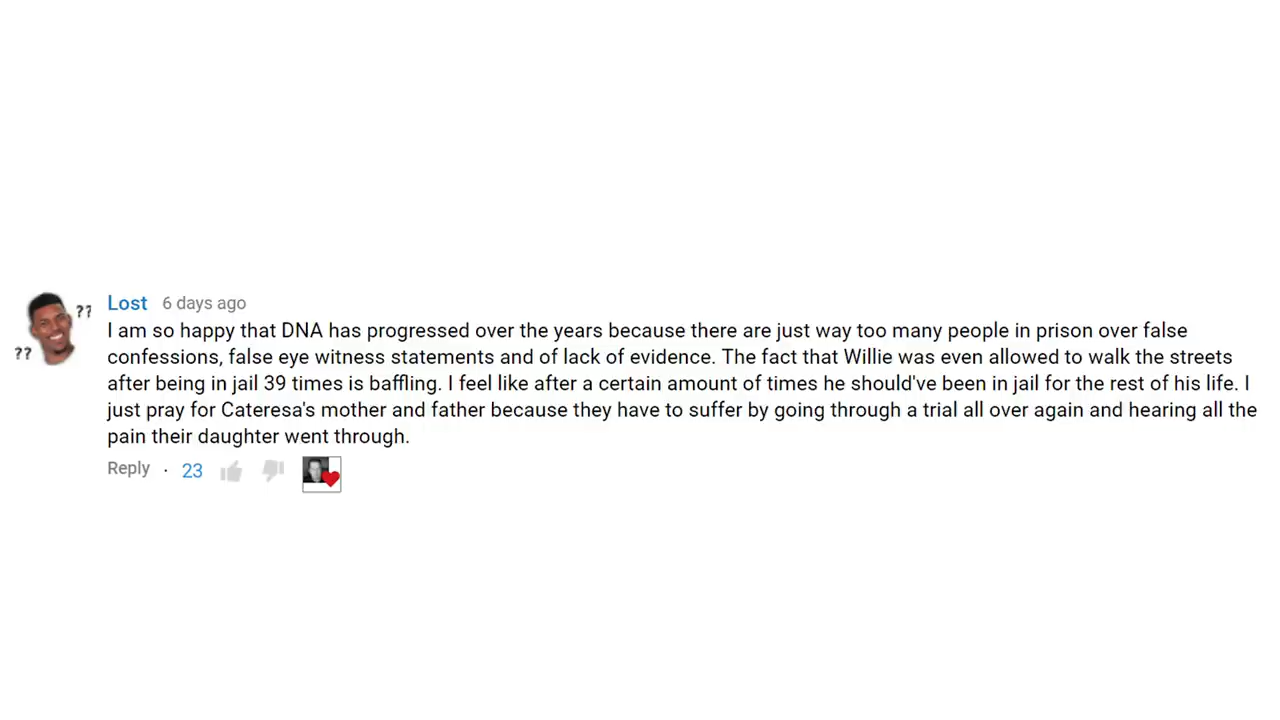 ??
??
Lost 6 days ago
I am so happy that DNA has progressed over the years because there are just way too many people in prison over false
confessions, false eye witness statements and of lack of evidence. The fact that Willie was even allowed to walk the streets
after being in jail 39 times is baffling. I feel like after a certain amount of times he should've been in jail for the rest of his life. I
just pray for Cateresa's mother and father because they have to suffer by going through a trial all over again and hearing all the
pain their daughter went through.
Reply · 23